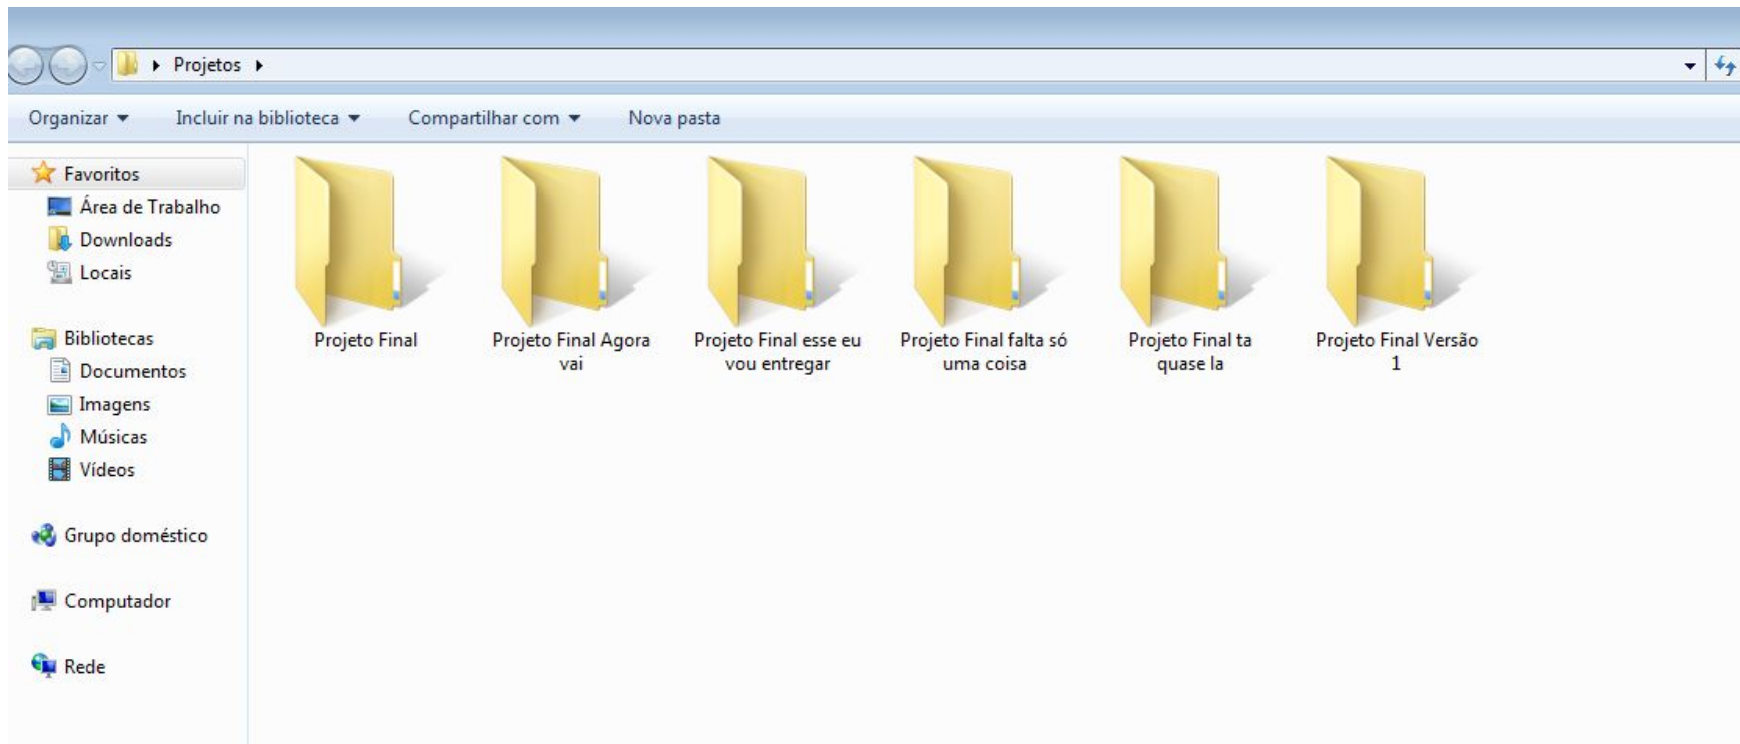 Projetos
Organizar
Incluir na biblioteca
Compartilhar com
Nova pasta
Favoritos
Área de Trabalho
Downloads
Locais
Bibliotecas
Documentos
Imagens
Músicas
Vídeos
Grupo doméstico
Computador
Rede
Projeto Final
Projeto Final Agora
vai
Projeto Final esse eu
vou entregar
Projeto Final falta só
uma coisa
Projeto Final ta
quase la
Projeto Final Versão
1